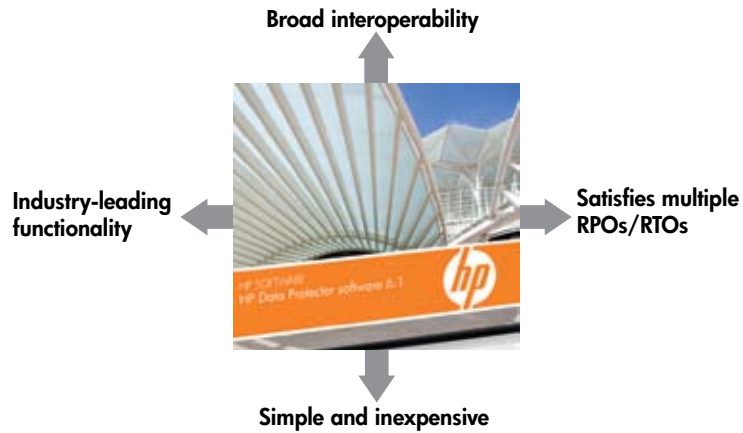 Broad interoperability
Industry-leading
functionality
Satisfies multiple
RPOs/RTOs
HP SOFTWARE
HP Data Protector software 6.1
hp
Simple and inexpensive